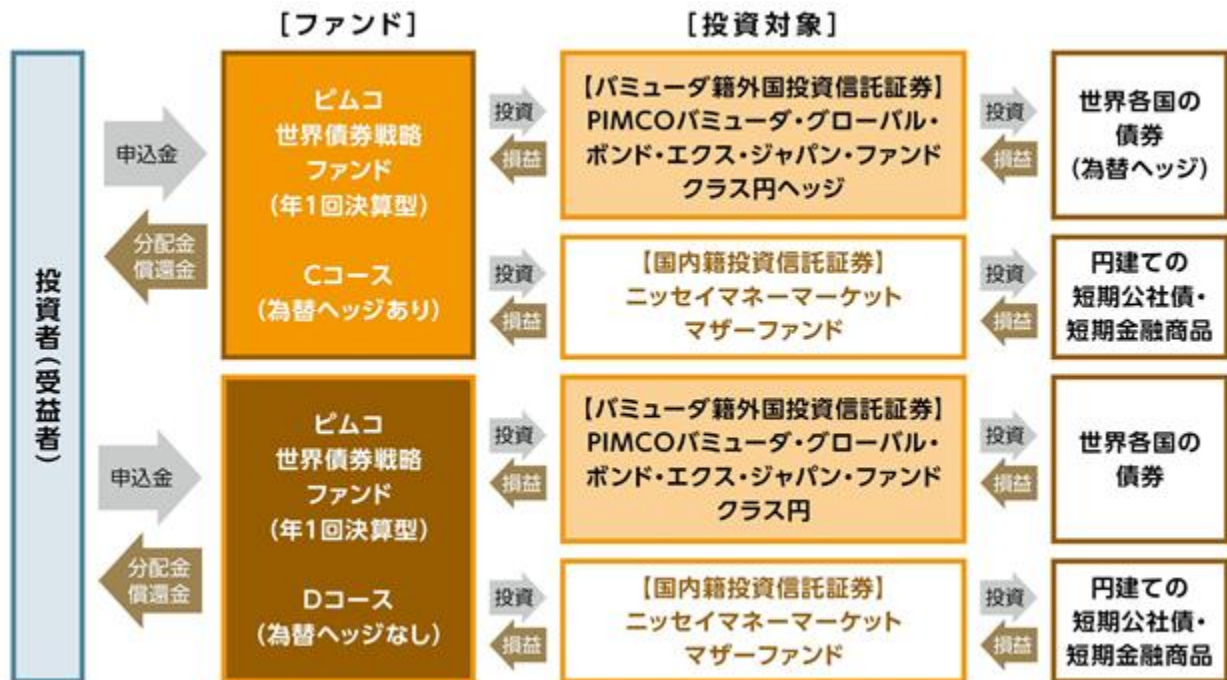 [ファンド]
[投資対象]
投資者(受益者)
申込金
分配金
償還金
ピムコ
世界債券戦略
ファンド
(年1回決算型)
Cコース
(為替ヘッジあり)
投資
損益
【バミューダ籍外国投資信託証券】
PIMCOバミューダ・グローバル・
ボンド・エクス・ジャパン・ファンド
クラス円ヘッジ
投資
損益
世界各国の
債券
(為替ヘッジ)
投資
損益
【国内籍投資信託証券】
ニッセイマネーマーケット
マザーファンド
投資
損益
円建ての
短期公社債・
短期金融商品
申込金
分配金
償還金
ピムコ
世界債券戦略
ファンド
(年1回決算型)
Dコース
(為替ヘッジなし)
投資
損益
【バミューダ籍外国投資信託証券】
PIMCOバミューダ・グローバル・
ボンド・エクス・ジャパン・ファンド
クラス円
投資
損益
世界各国の
債券
投資
損益
【国内籍投資信託証券】
ニッセイマネーマーケット
マザーファンド
投資
損益
円建ての
短期公社債・
短期金融商品